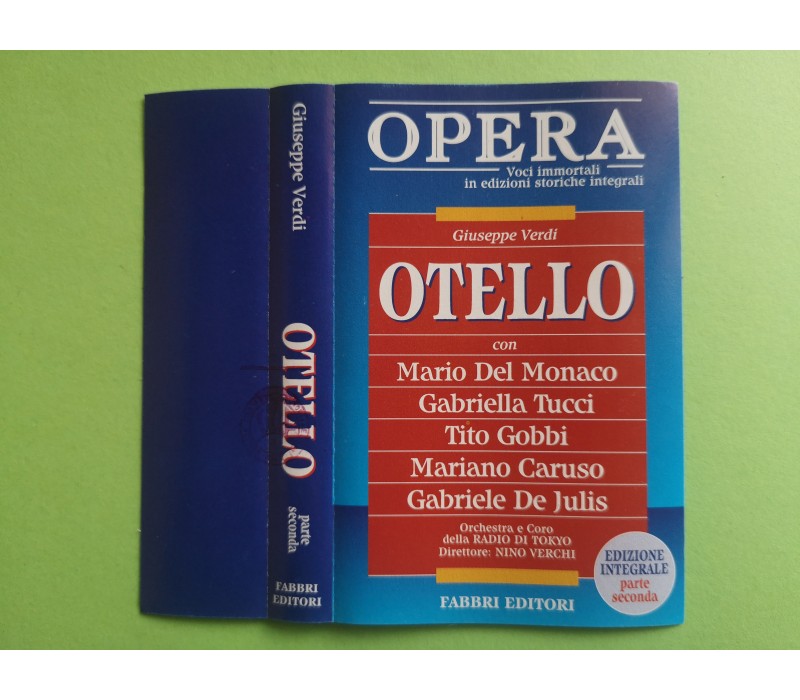 Giuseppe Verdi
OTELLO
parte
seconda
FABBRI
EDITORI
OPERA
Voci immortali
in edizioni storiche integrali
Giuseppe Verdi
OTELLO
con
Mario Del Monaco
Gabriella Tucci
Tito Gobbi
Mariano Caruso
Gabriele De Julis
Orchestra e Coro
della RADIO DI TOKYO
Direttore: NINO VERCHI
EDIZIONE
INTEGRALE
parte
seconda
FABBRI EDITORI